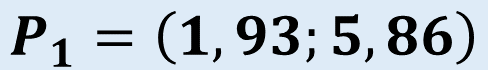 P₁ = (1, 93; 5, 86)